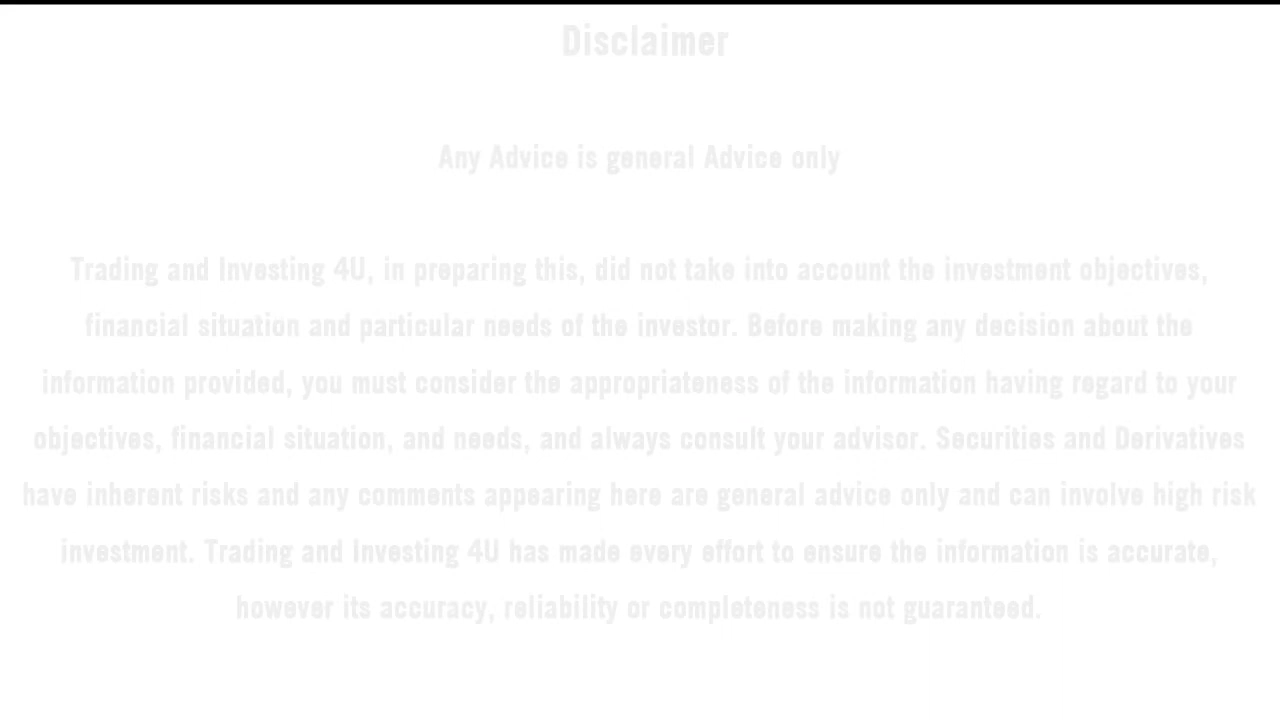 Disclaimer
Any Advice is general Advice only
Trading and Investing 4U, in preparing this, did not take into account the investment objectives,
financial situation and particular needs of the investor. Before making any decision about the
information provided, you must consider the appropriateness of the information having regard to your
objectives, financial situation, and needs, and always consult your advisor. Securities and Derivatives
have inherent risks and any comments appearing here are general advice only and can involve high risk
investment. Trading and Investing 4U has made every effort to ensure the information is accurate,
however its accuracy, reliability or completeness is not guaranteed.